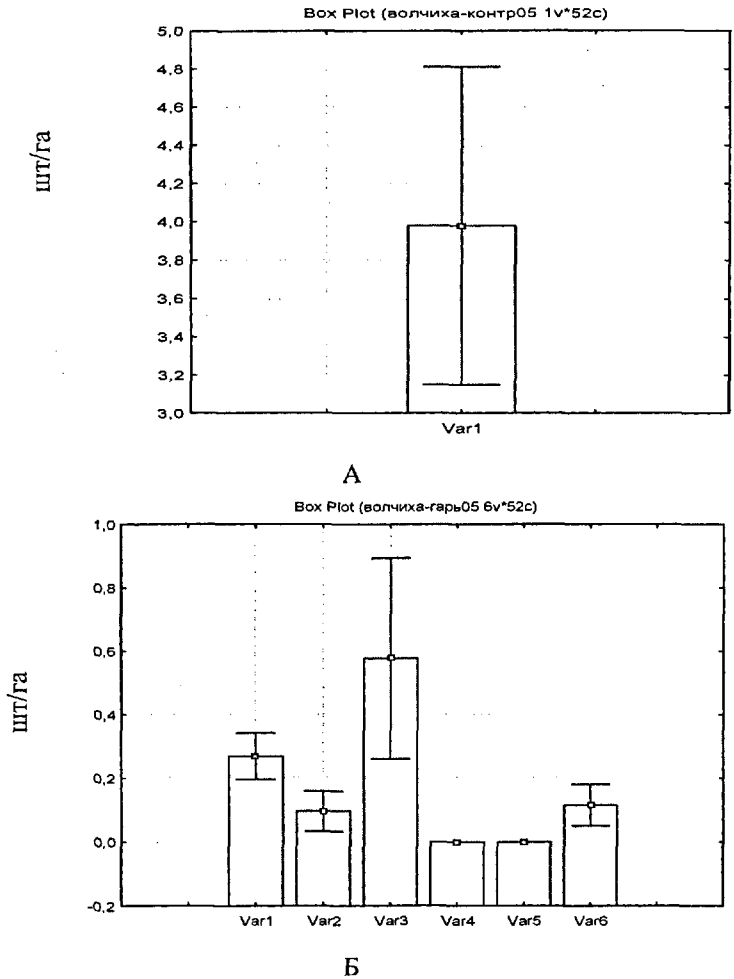 Box Plot (волчиха-контр05 1v*52c)
шт/га
5,0
4,8
4,6
4,4
4,2
4,0
3,8
3,6
3,4
3,2
3,0
Var1
А
Box Plot (волчиха-гарь05 6v*52c)
шт/га
1,0
0,8
0,6
0,4
0,2
0,0
-0,2
Var1 Var2 Var3 Var4 Var5 Var6
Б